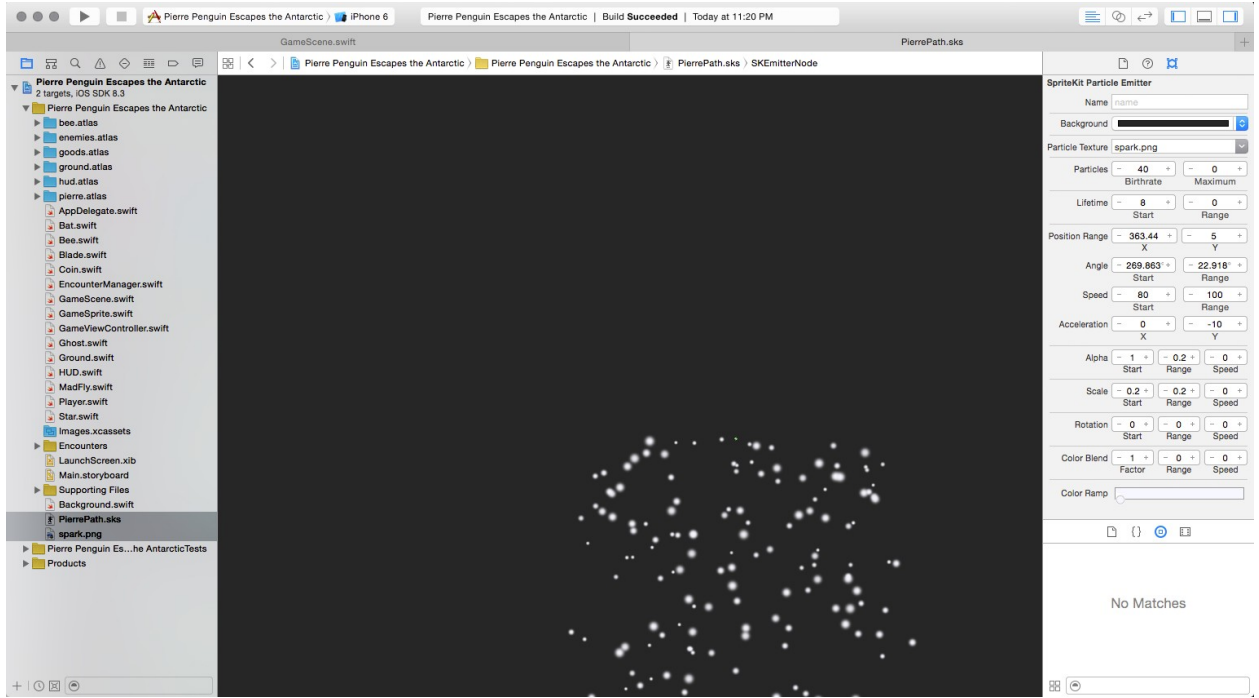 Pierre Penguin Escapes the Antarctic
iPhone 6
Pierre Penguin Escapes the Antarctic | Build Succeeded | Today at 11:20 PM
GameScene.swift
PierrePath.sks
Pierre Penguin Escapes the Antarctic
Pierre Penguin Escapes the Antarctic
PierrePath.sks
SKEmitterNode
Pierre Penguin Escapes the Antarctic
2 targets, iOS SDK 8.3
Pierre Penguin Escapes the Antarctic
bee.atlas
enemies.atlas
goods.atlas
ground.atlas
hud.atlas
pierre.atlas
AppDelegate.swift
Bat.swift
Bee.swift
Blade.swift
Coin.swift
EncounterManager.swift
GameScene.swift
GameSprite.swift
GameViewController.swift
Ghost.swift
Ground.swift
HUD.swift
MadFly.swift
Player.swift
Star.swift
Images.xcassets
Encounters
LaunchScreen.xib
Main.storyboard
Supporting Files
Background.swift
PierrePath.sks
spark.png
Pierre Penguin Es...he AntarcticTests
Products
SpriteKit Particle Emitter
Name name
Background
Particle Texture spark.png
Particles - 40 + - 0 +
Birthrate Maximum
Lifetime - 8 + - 0 +
Start Range
Position Range - 363.44 + - 5 +
X Y
Angle - 269.863° + - 22.918° +
Start Range
Speed - 80 + - 100 +
Start Range
Acceleration - 0 + - -10 +
X Y
Alpha - 1 + - 0.2 + - 0 +
Start Range Speed
Scale - 0.2 + - 0.2 + - 0 +
Start Range Speed
Rotation - 0 + - 0 + - 0 +
Start Range Speed
Color Blend - 1 + - 0 + - 0 +
Factor Range Speed
Color Ramp
No Matches